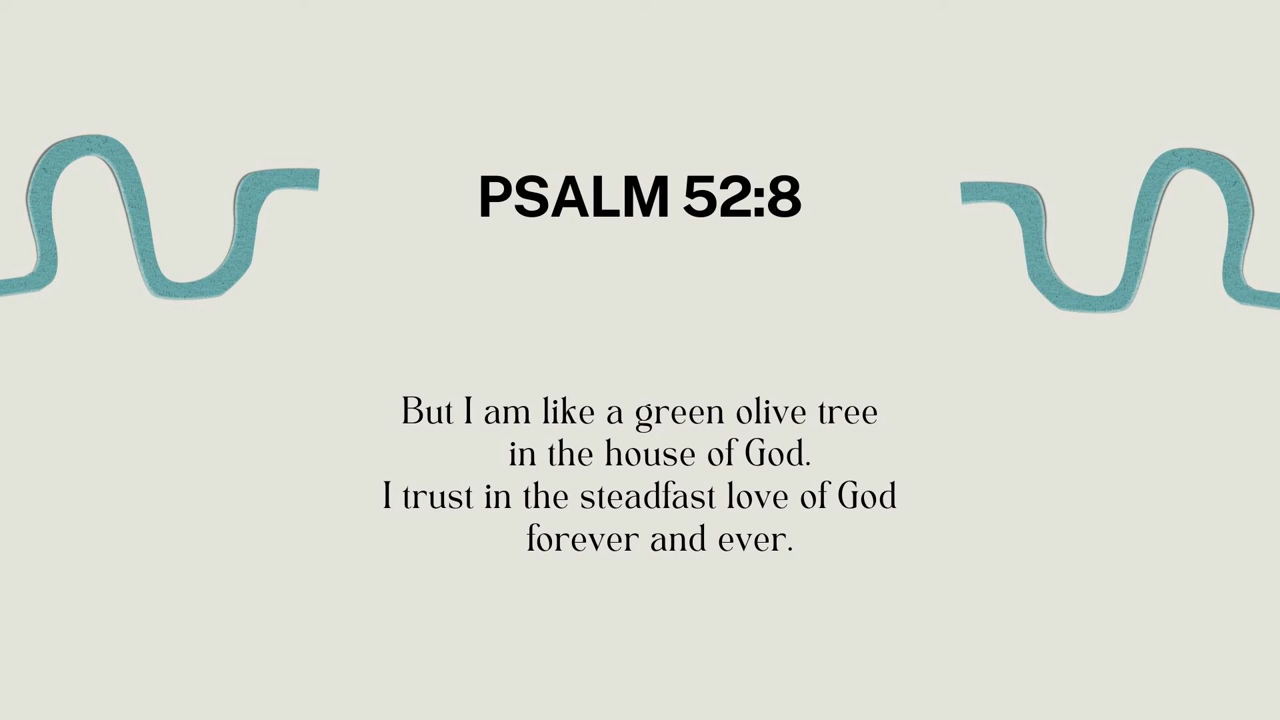 PSALM 52:8
But I am like a green olive tree
in the house of God.
I trust in the steadfast love of God
forever and ever.